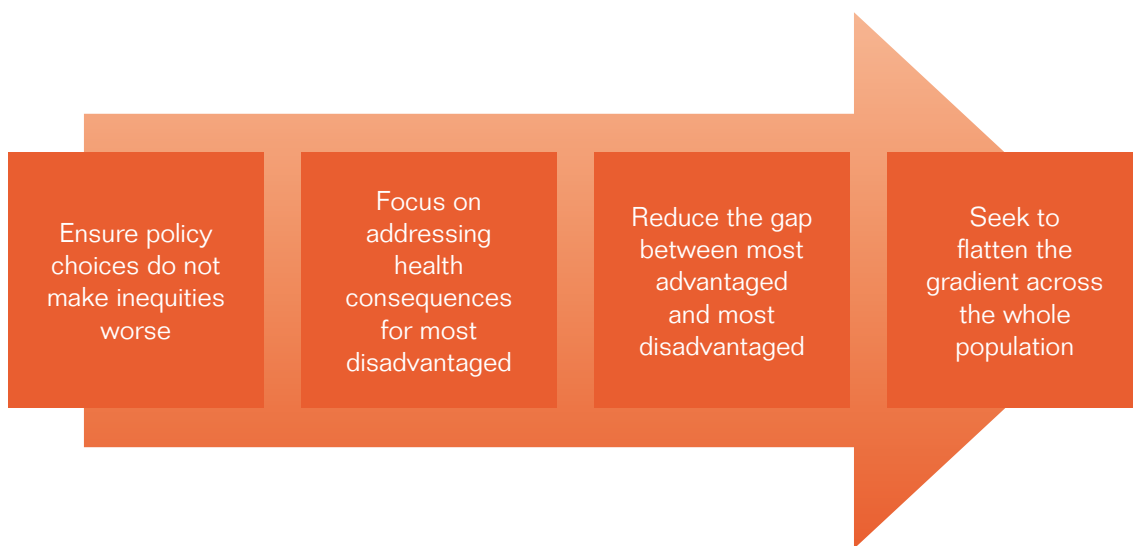 Ensure policy
choices do not
make inequities
worse
Focus on
addressing
health
consequences
for most
disadvantaged
Reduce the gap
between most
advantaged
and most
disadvantaged
Seek to
flatten the
gradient across
the whole
population